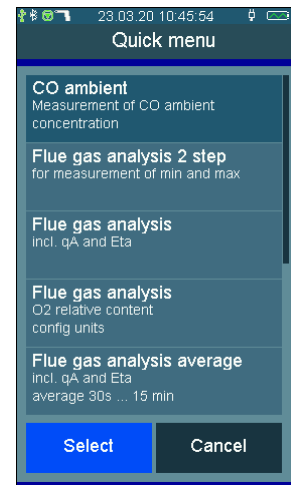 23.03.20 10:45:54
Quick menu
CO ambient
Measurement of CO ambient
concentration
Flue gas analysis 2 step
for measurement of min and max
Flue gas analysis
incl. qA and Eta
Flue gas analysis
O2 relative content
config units
Flue gas analysis average
incl. qA and Eta
average 30s ... 15 min
Select
Cancel